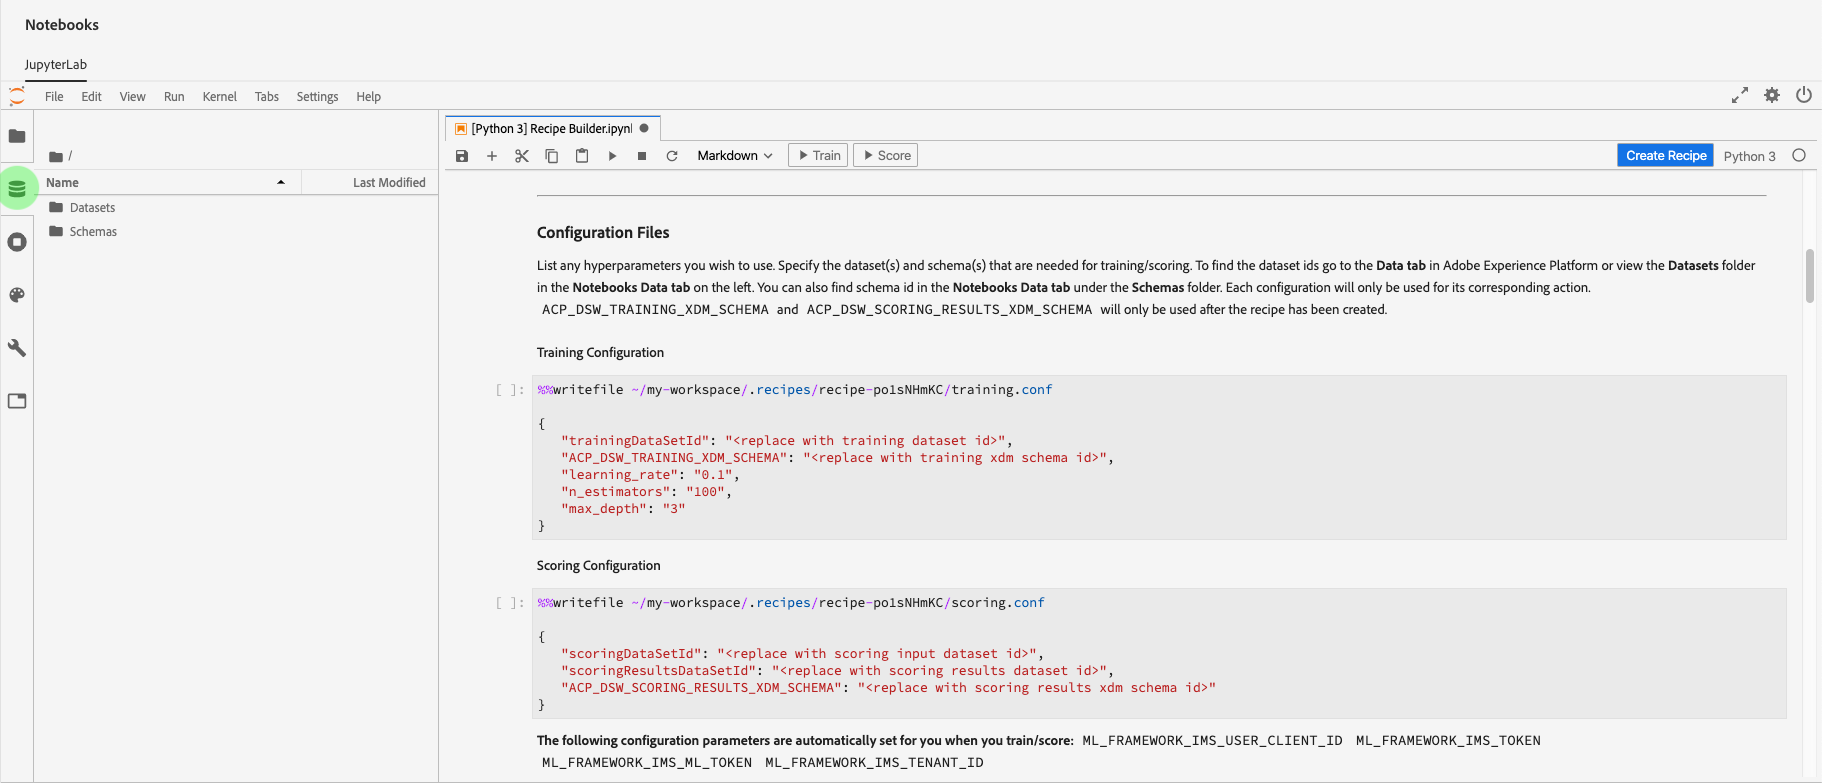 Notebooks
JupyterLab
File Edit View Run Kernel Tabs Settings Help
[Python 3] Recipe Builder.ipynl
/
Markdown Train Score Create Recipe Python 3
Name Last Modified
Datasets
Schemas
Configuration Files
List any hyperparameters you wish to use. Specify the dataset(s) and schema(s) that are needed for training/scoring. To find the dataset ids go to the Data tab in Adobe Experience Platform or view the Datasets folder
in the Notebooks Data tab on the left. You can also find schema id in the Notebooks Data tab under the Schemas folder. Each configuration will only be used for its corresponding action.
ACP_DSW_TRAINING_XDM_SCHEMA and ACP_DSW_SCORING_RESULTS_XDM_SCHEMA will only be used after the recipe has been created.
Training Configuration
[ ]: %%writefile ~/my-workspace/.recipes/recipe-po1sNHmKC/training.conf
{
"trainingDataSetId": "<replace with training dataset id>",
"ACP_DSW_TRAINING_XDM_SCHEMA": "<replace with training xdm schema id>",
"learning_rate": "0.1",
"n_estimators": "100",
"max_depth": "3"
}
Scoring Configuration
[ ]: %%writefile ~/my-workspace/.recipes/recipe-po1sNHmKC/scoring.conf
{
"scoringDataSetId": "<replace with scoring input dataset id>",
"scoringResultsDataSetId": "<replace with scoring results dataset id>",
"ACP_DSW_SCORING_RESULTS_XDM_SCHEMA": "<replace with scoring results xdm schema id>"
}
The following configuration parameters are automatically set for you when you train/score: ML_FRAMEWORK_IMS_USER_CLIENT_ID ML_FRAMEWORK_IMS_TOKEN
ML_FRAMEWORK_IMS_ML_TOKEN ML_FRAMEWORK_IMS_TENANT_ID